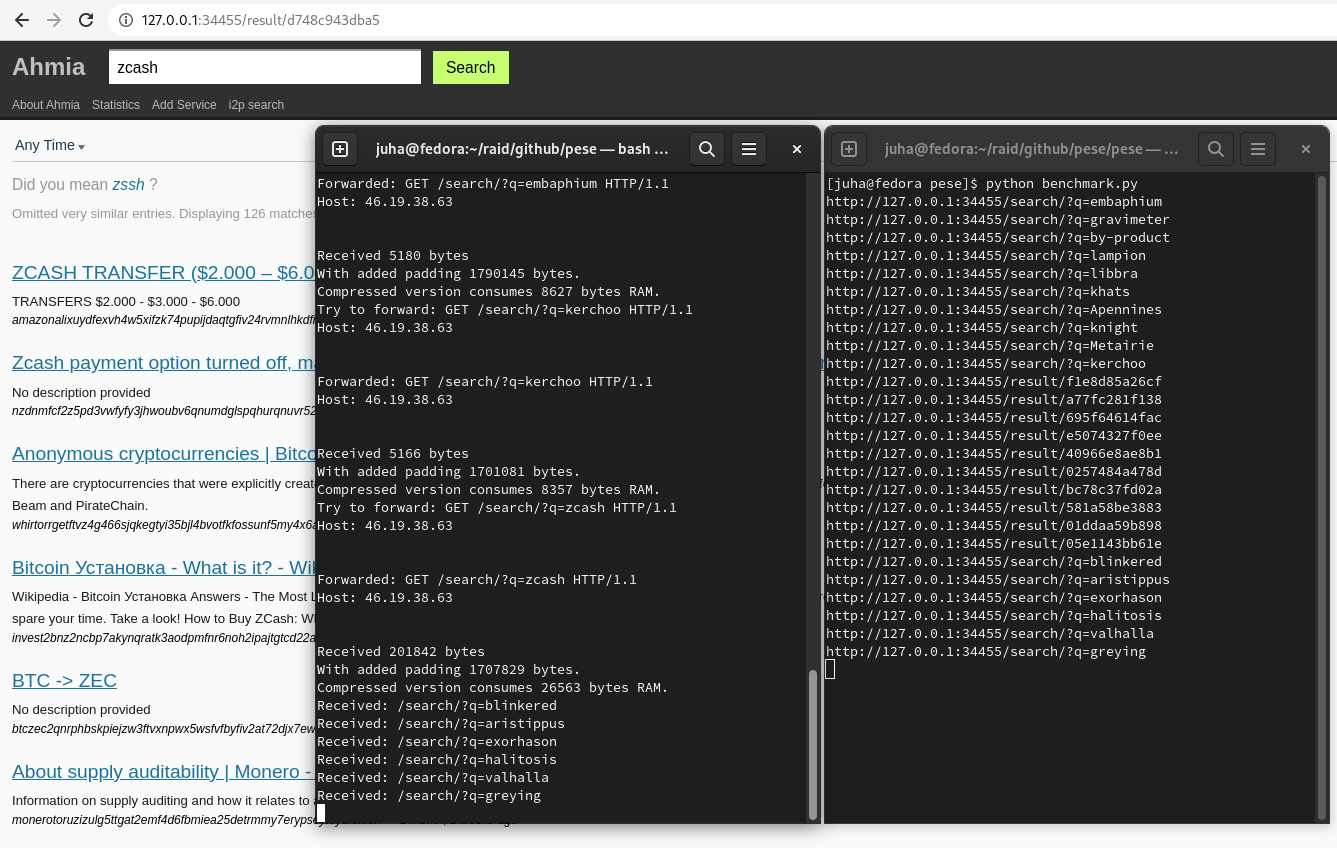 127.0.0.1:34455/result/d748c943dba5
Ahmia
zcash
Search
About Ahmia Statistics Add Service i2p search
Any Time
Did you mean zssh ?
Omitted very similar entries. Displaying 126 matches
ZCASH TRANSFER ($2.000 – $6.0
TRANSFERS $2.000 - $3.000 - $6.000
amazonalixuydfexvh4w5xifzk74pupijdaqtgfiv24rvmnlhkdfi
Zcash payment option turned off, ma
No description provided
nzdnmfcf2z5pd3vwfyfy3jhwoubv6qnumdglspqhurqnuvr52
Anonymous cryptocurrencies | Bitco
There are cryptocurrencies that were explicitly create
Beam and PirateChain.
whirtorrgetftvz4g466sjqkegtyi35bjl4bvotfkfossunf5my4x6a
Bitcoin Установка - What is it? - Wik
Wikipedia - Bitcoin Установка Answers - The Most L
spare your time. Take a look! How to Buy ZCash: W
invest2bnz2ncbp7akynqratk3aodpmfnr6noh2ipajtgtcd22a
BTC -> ZEC
No description provided
btczec2qnrphbskpiejzw3ftvxnpwx5wsfvfbyfiv2at72djx7ew
About supply auditability | Monero -
Information on supply auditing and how it relates to a
juha@fedora:~/raid/github/pese — bash ...
Forwarded: GET /search/?q=embaphium HTTP/1.1
Host: 46.19.38.63
Received 5180 bytes
With added padding 1790145 bytes.
Compressed version consumes 8627 bytes RAM.
Try to forward: GET /search/?q=kerchoo HTTP/1.1
Host: 46.19.38.63
Forwarded: GET /search/?q=kerchoo HTTP/1.1
Host: 46.19.38.63
Received 5166 bytes
With added padding 1701081 bytes.
Compressed version consumes 8357 bytes RAM.
Try to forward: GET /search/?q=zcash HTTP/1.1
Host: 46.19.38.63
Forwarded: GET /search/?q=zcash HTTP/1.1
Host: 46.19.38.63
Received 201842 bytes
With added padding 1707829 bytes.
Compressed version consumes 26563 bytes RAM.
Received: /search/?q=blinkered
Received: /search/?q=aristippus
Received: /search/?q=exorhason
Received: /search/?q=halitosis
Received: /search/?q=valhalla
Received: /search/?q=greying
juha@fedora:~/raid/github/pese/pese — ...
[juha@fedora pese]$ python benchmark.py
http://127.0.0.1:34455/search/?q=embaphium
http://127.0.0.1:34455/search/?q=gravimeter
http://127.0.0.1:34455/search/?q=by-product
http://127.0.0.1:34455/search/?q=lampion
http://127.0.0.1:34455/search/?q=libbra
http://127.0.0.1:34455/search/?q=khats
http://127.0.0.1:34455/search/?q=Apennines
http://127.0.0.1:34455/search/?q=knight
http://127.0.0.1:34455/search/?q=Metairie
http://127.0.0.1:34455/search/?q=kerchoo
http://127.0.0.1:34455/result/f1e8d85a26cf
http://127.0.0.1:34455/result/a77fc281f138
http://127.0.0.1:34455/result/695f64614fac
http://127.0.0.1:34455/result/e5074327f0ee
http://127.0.0.1:34455/result/40966e8ae8b1
http://127.0.0.1:34455/result/0257484a478d
http://127.0.0.1:34455/result/bc78c37fd02a
http://127.0.0.1:34455/result/581a58be3883
http://127.0.0.1:34455/result/01ddaa59b898
http://127.0.0.1:34455/result/05e1143bb61e
http://127.0.0.1:34455/search/?q=blinkered
http://127.0.0.1:34455/search/?q=aristippus
http://127.0.0.1:34455/search/?q=exorhason
http://127.0.0.1:34455/search/?q=halitosis
http://127.0.0.1:34455/search/?q=valhalla
http://127.0.0.1:34455/search/?q=greying